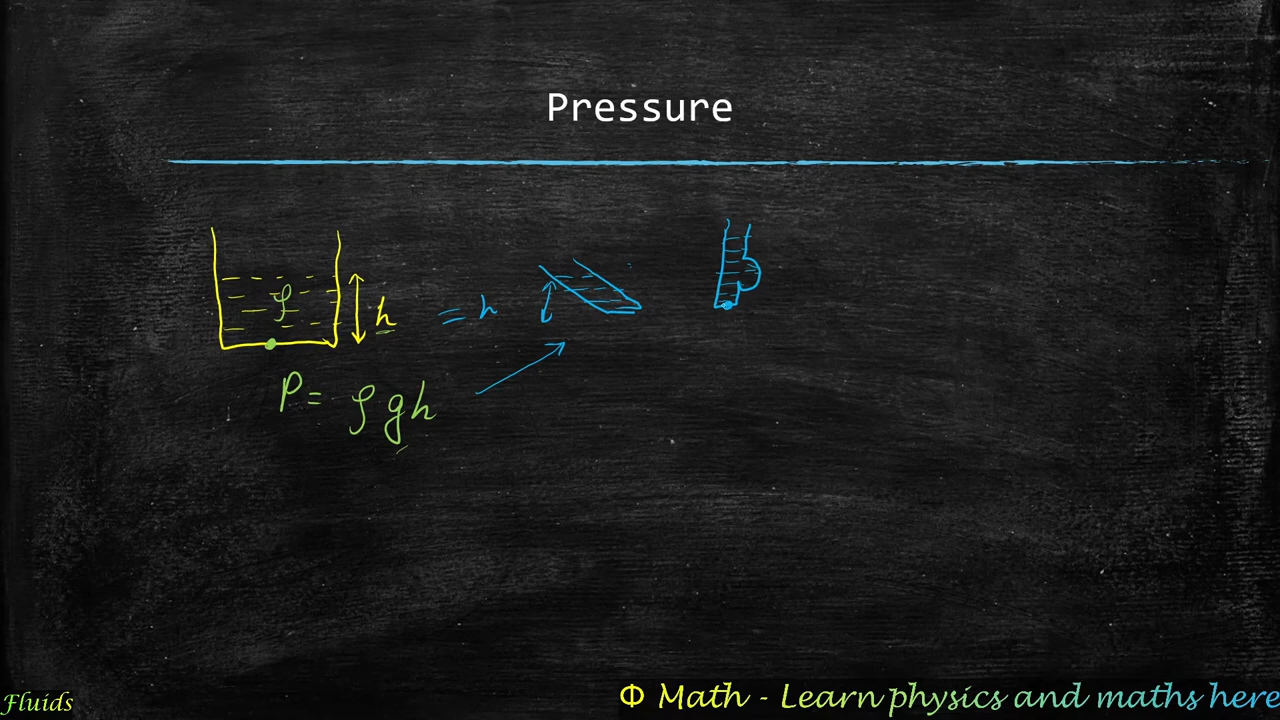 Pressure
ρ
h
= h
P = ρgh
Fluids
Φ Math - Learn physics and maths here